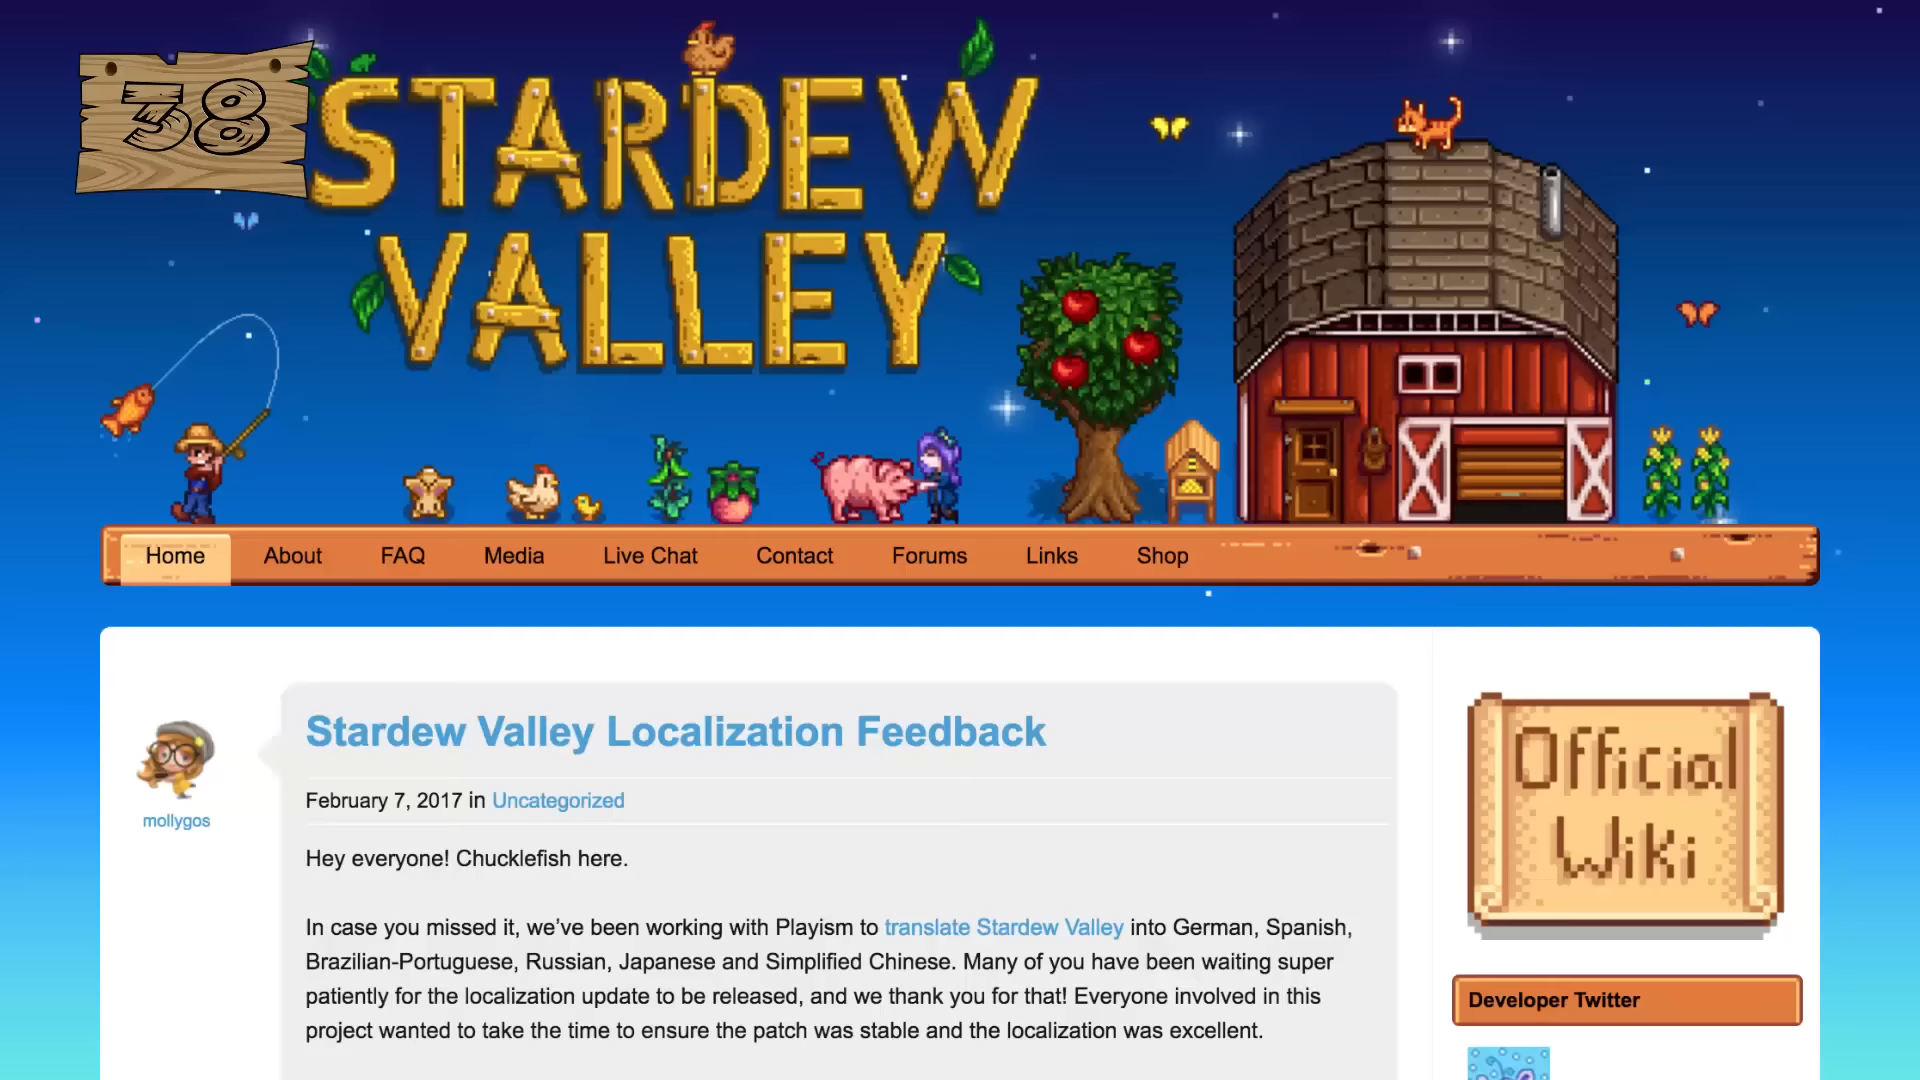 38
STARDEW
VALLEY
Home About FAQ Media Live Chat Contact Forums Links Shop
Stardew Valley Localization Feedback
mollygos
February 7, 2017 in Uncategorized
Hey everyone! Chucklefish here.
In case you missed it, we’ve been working with Playism to translate Stardew Valley into German, Spanish,
Brazilian-Portuguese, Russian, Japanese and Simplified Chinese. Many of you have been waiting super
patiently for the localization update to be released, and we thank you for that! Everyone involved in this
project wanted to take the time to ensure the patch was stable and the localization was excellent.
Official
Wiki
Developer Twitter